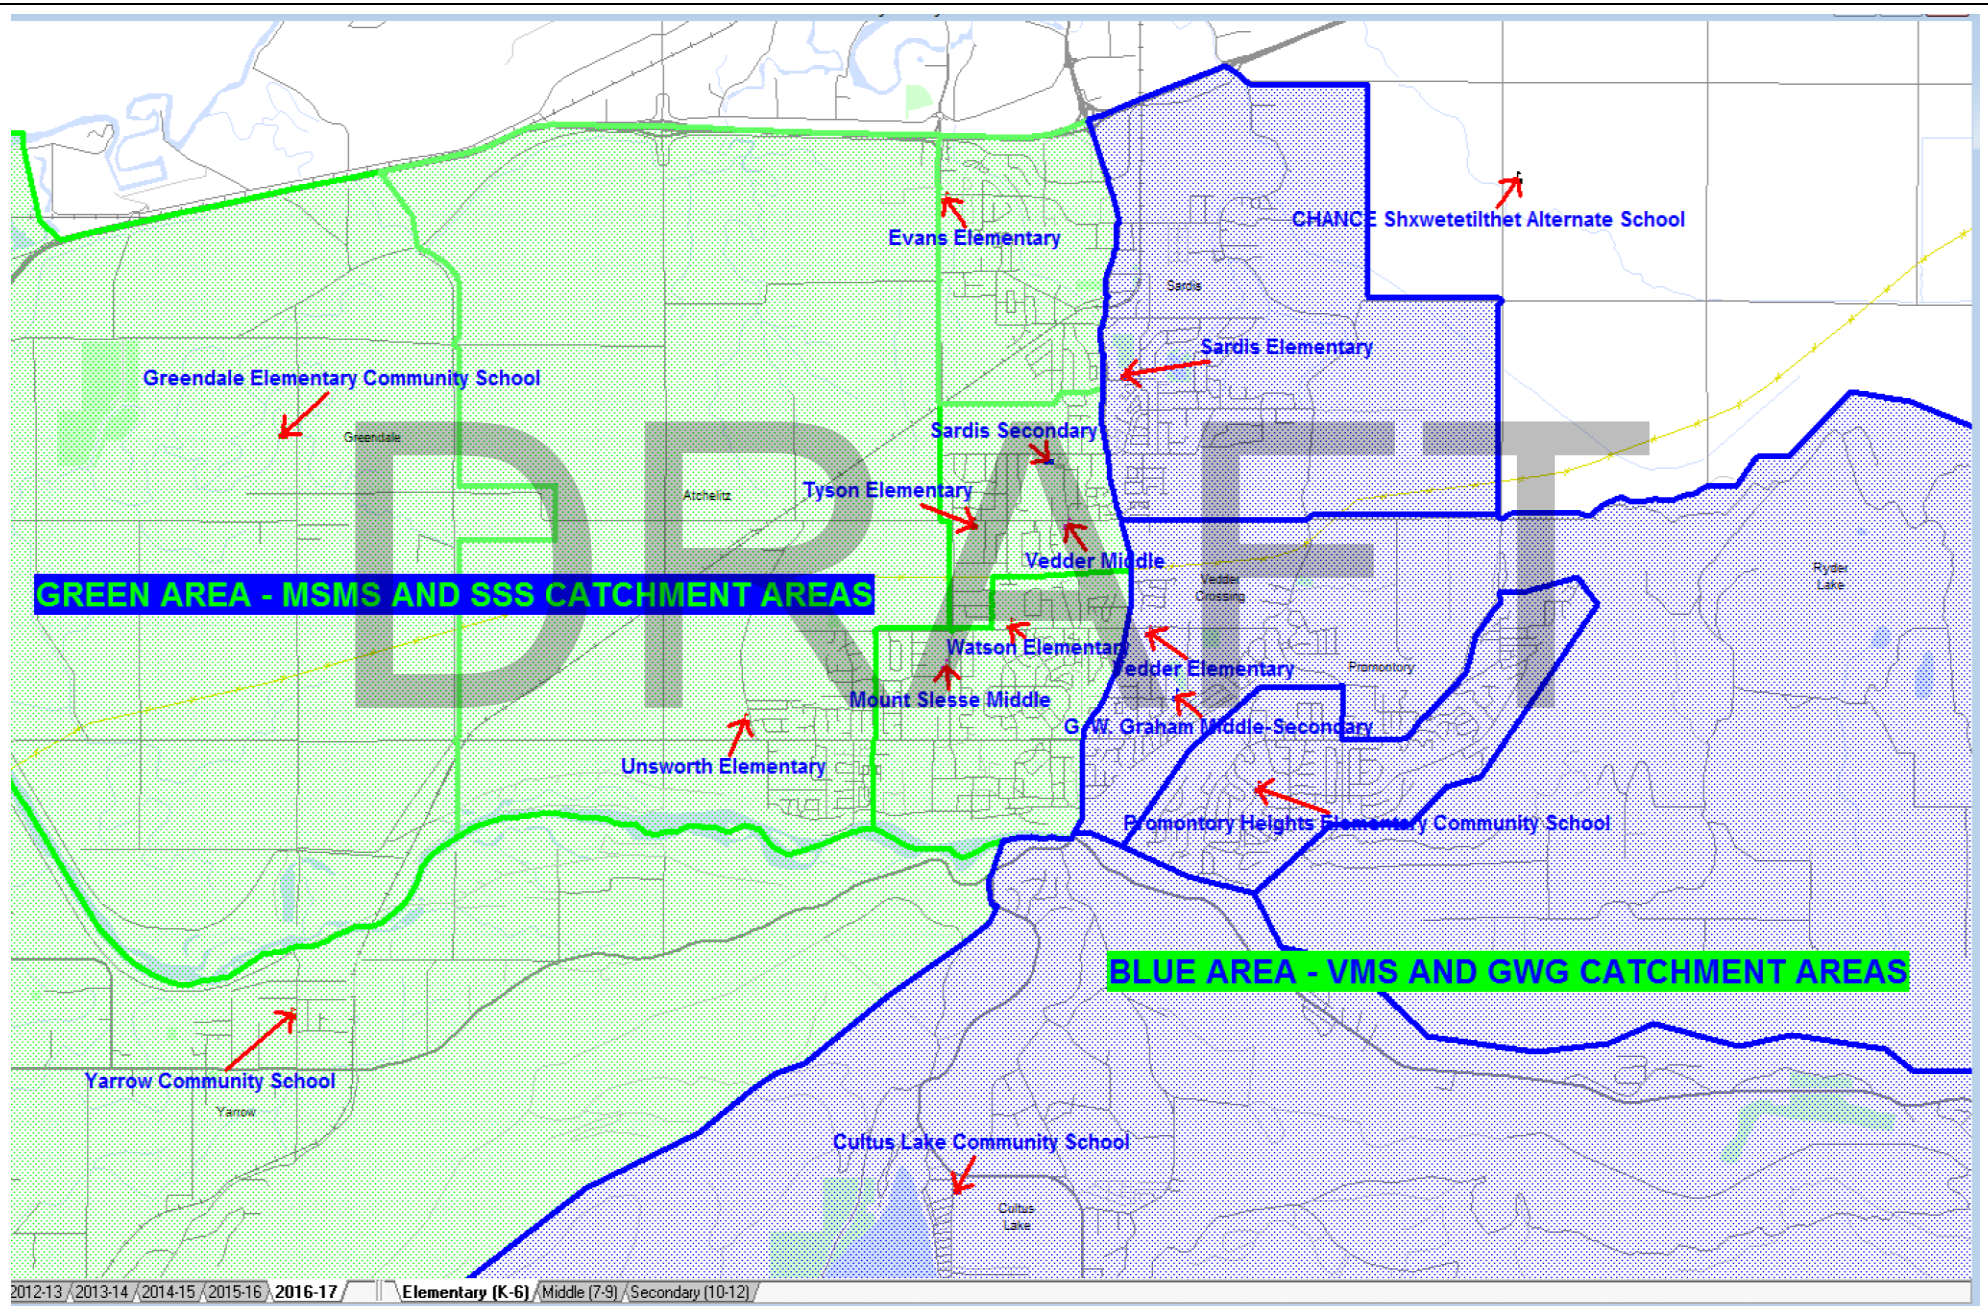 CHANCE Shxwetetilthet Alternate School
Evans Elementary
Sardis
Sardis Elementary
Greendale Elementary Community School
Greendale
Sardis Secondary
Tyson Elementary
Atchelitz
DRAFT
Vedder Middle
Vedder
Crossing
Ryder
Lake
GREEN AREA - MSMS AND SSS CATCHMENT AREAS
Watson Elementary
Vedder Elementary
Promontory
Mount Slesse Middle
G. W. Graham Middle-Secondary
Unsworth Elementary
Promontory Heights Elementary Community School
BLUE AREA - VMS AND GWG CATCHMENT AREAS
Yarrow Community School
Yarrow
Cultus Lake Community School
Cultus
Lake
2012-13 2013-14 2014-15 2015-16 2016-17 Elementary (K-6) Middle (7-9) Secondary (10-12)